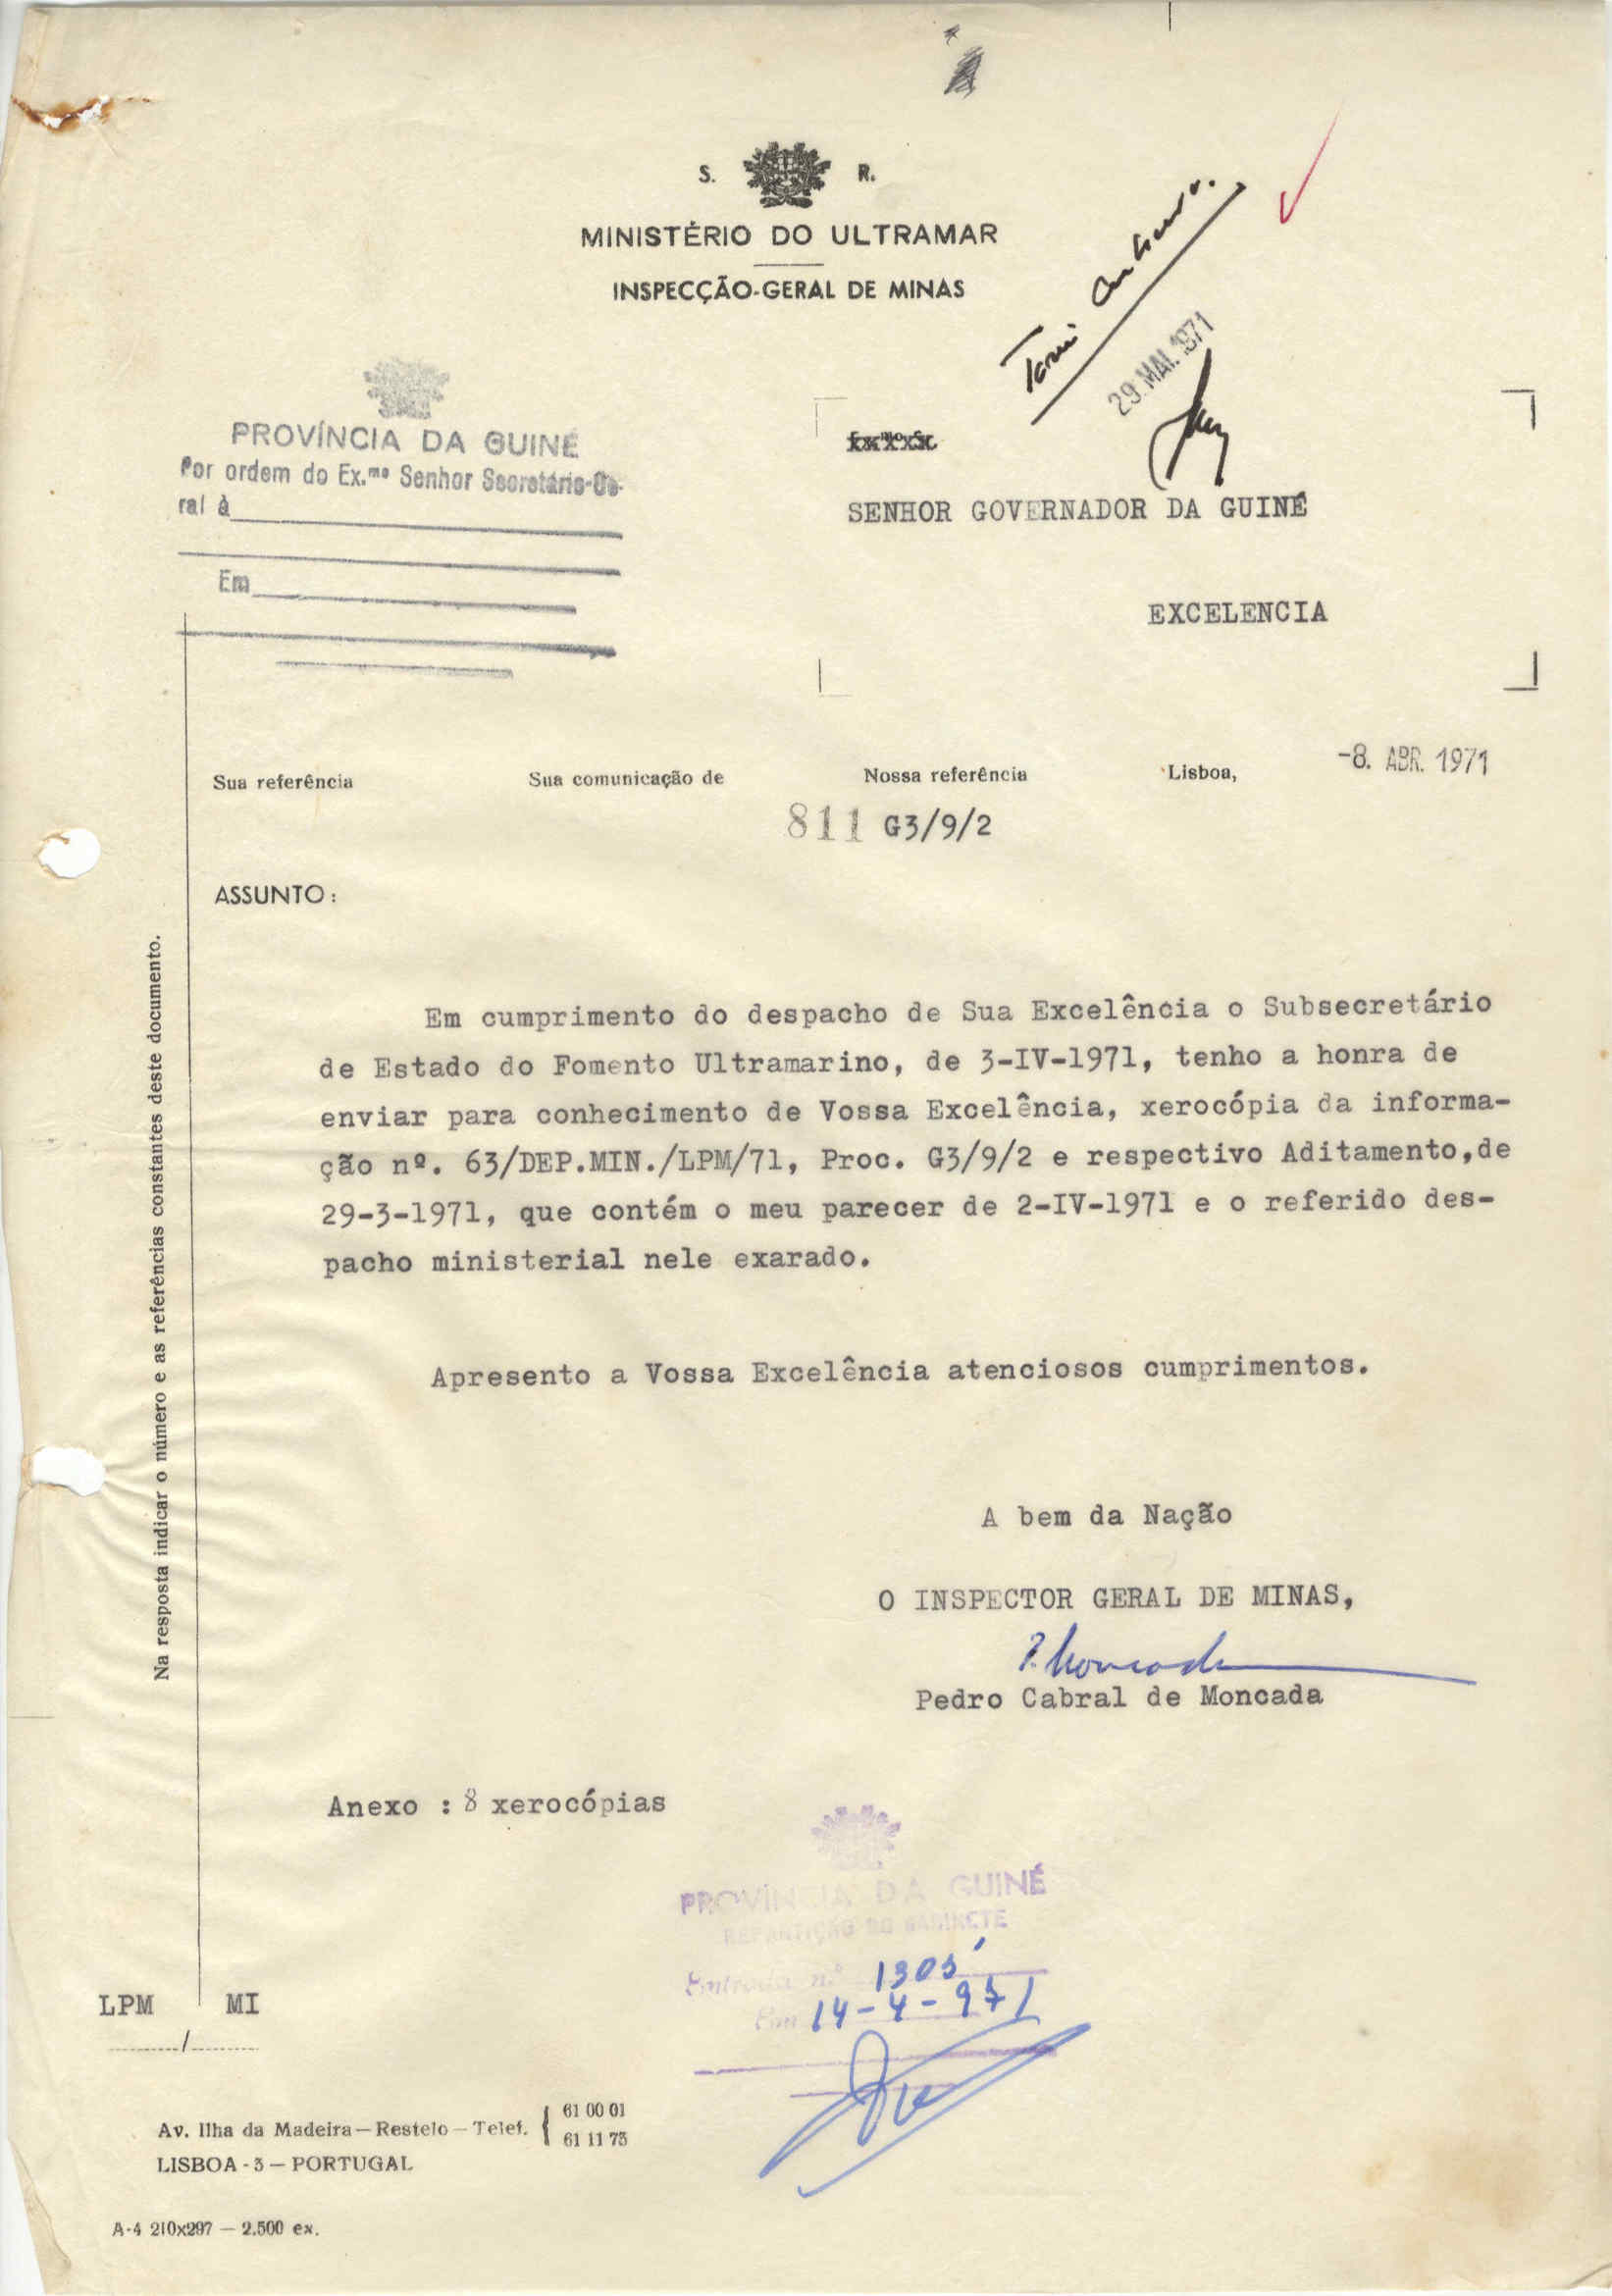 S. R.
MINISTÉRIO DO ULTRAMAR
INSPECÇÃO-GERAL DE MINAS
29. MAI. 1971
PROVÍNCIA DA GUINÉ
Por ordem do Ex.mo Senhor Secretário-Ge-
ral à
Em
SENHOR GOVERNADOR DA GUINÉ
EXCELENCIA
Sua referência
Sua comunicação de
Nossa referência
Lisboa, -8. ABR. 1971
811 G3/9/2
ASSUNTO:
Em cumprimento do despacho de Sua Excelência o Subsecretário
de Estado do Fomento Ultramarino, de 3-IV-1971, tenho a honra de
enviar para conhecimento de Vossa Excelência, xerocópia da informa-
ção nº. 63/DEP.MIN./LPM/71, Proc. G3/9/2 e respectivo Aditamento,de
29-3-1971, que contém o meu parecer de 2-IV-1971 e o referido des-
pacho ministerial nele exarado.
Apresento a Vossa Excelência atenciosos cumprimentos.
A bem da Nação
O INSPECTOR GERAL DE MINAS,
P. Moncada
Pedro Cabral de Moncada
Anexo : 8 xerocópias
PROVÍNCIA DA GUINÉ
REPARTIÇÃO DO GABINETE
Entrada n.º 1305
Em 14-4-971
LPM MI
/
Na resposta indicar o número e as referências constantes deste documento.
Av. Ilha da Madeira—Restelo—Telef. { 61 00 01
61 11 75
LISBOA - 3 — PORTUGAL
A-4 210x297 — 2.500 ex.